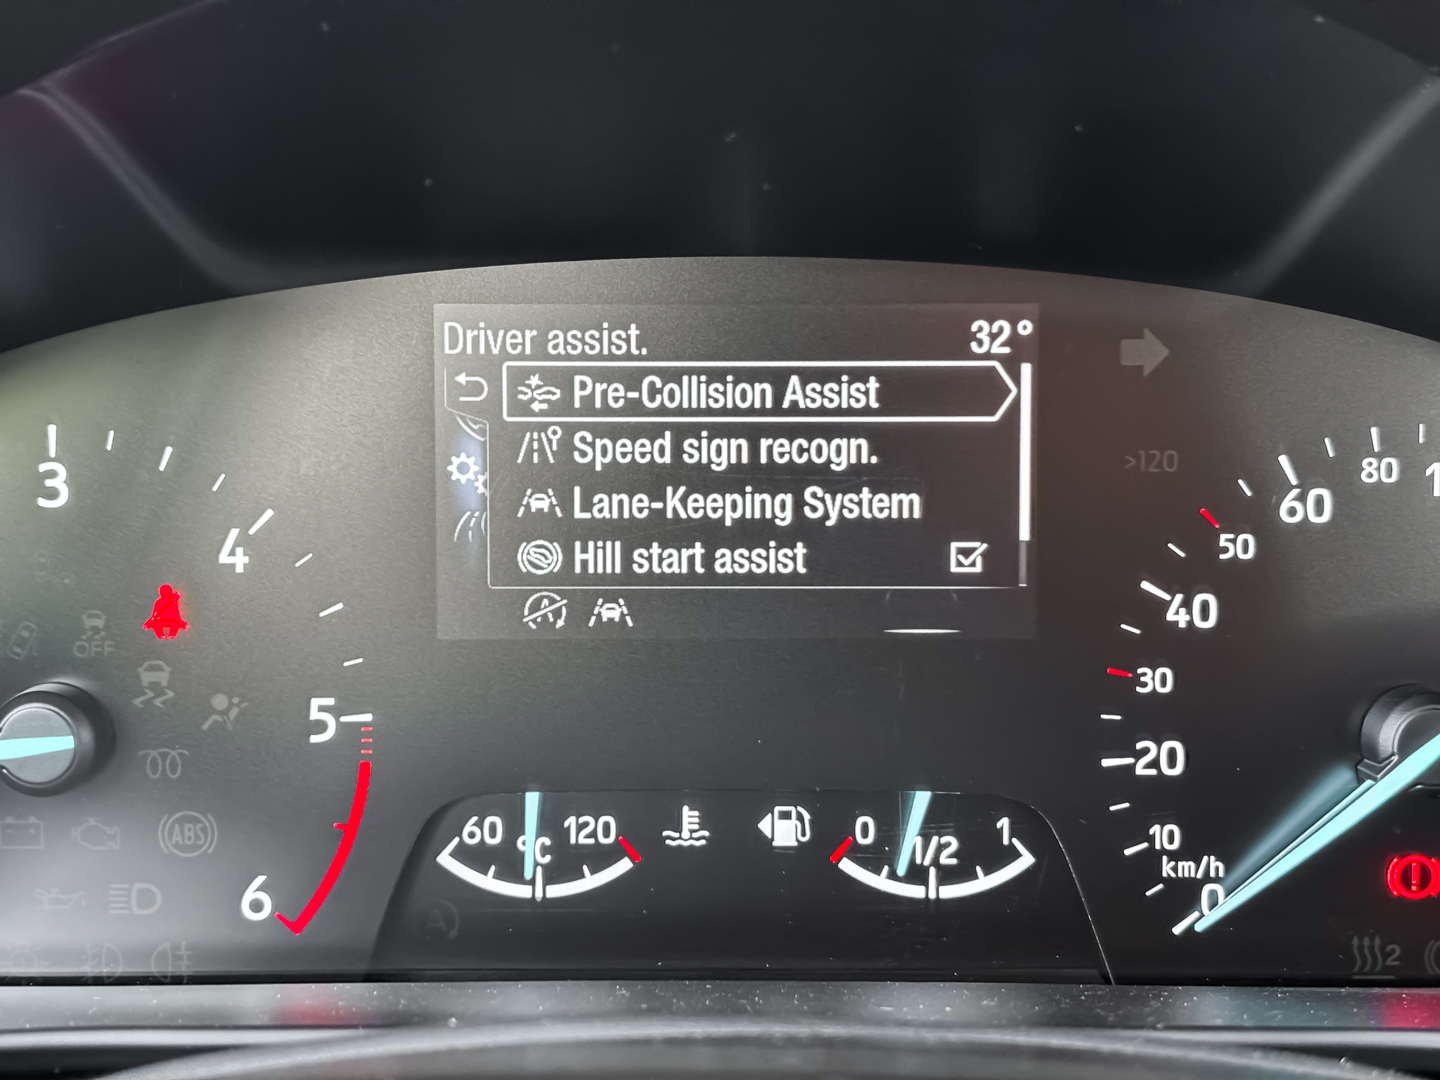 Driver assist.
32°
Pre-Collision Assist
Speed sign recogn.
Lane-Keeping System
Hill start assist
3
4
5
6
OFF
ABS
60
°C
120
0
1/2
1
>120
80
60
50
40
30
20
10
km/h
0
2
A